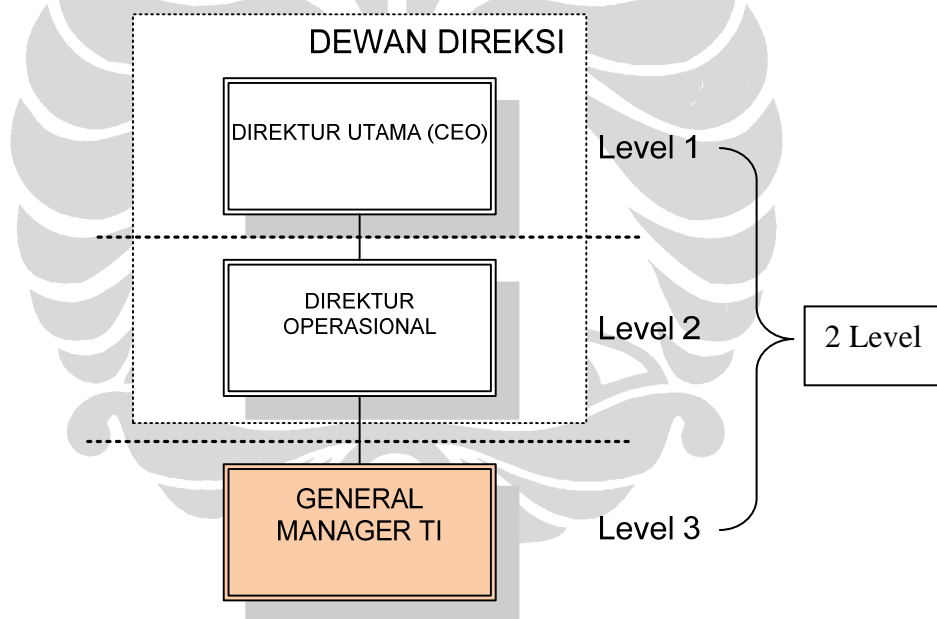 DEWAN DIREKSI
DIREKTUR UTAMA (CEO)
Level 1
DIREKTUR
OPERASIONAL
Level 2
2 Level
GENERAL
MANAGER TI
Level 3